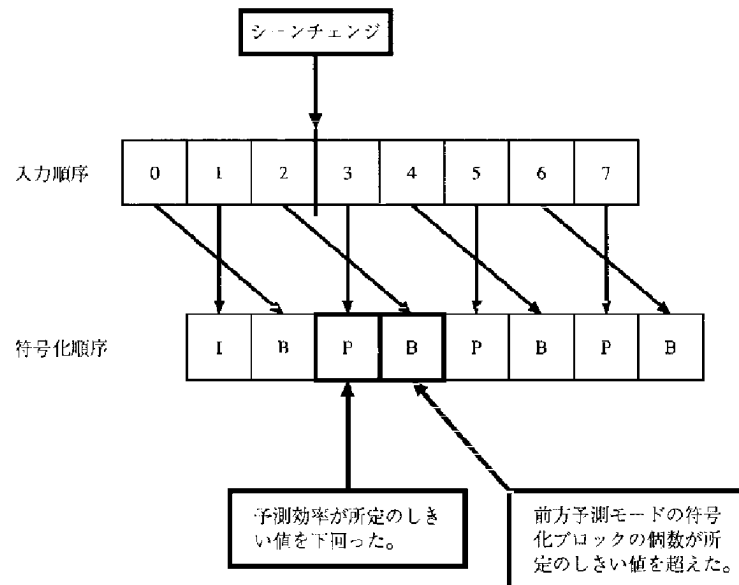 シーンチェンジ
入力順序
0 1 2 3 4 5 6 7
符号化順序
I B P B P B P B
予測効率が所定のしき
い値を下回った。
前方予測モードの符号
化ブロックの個数が所
定のしきい値を超えた。